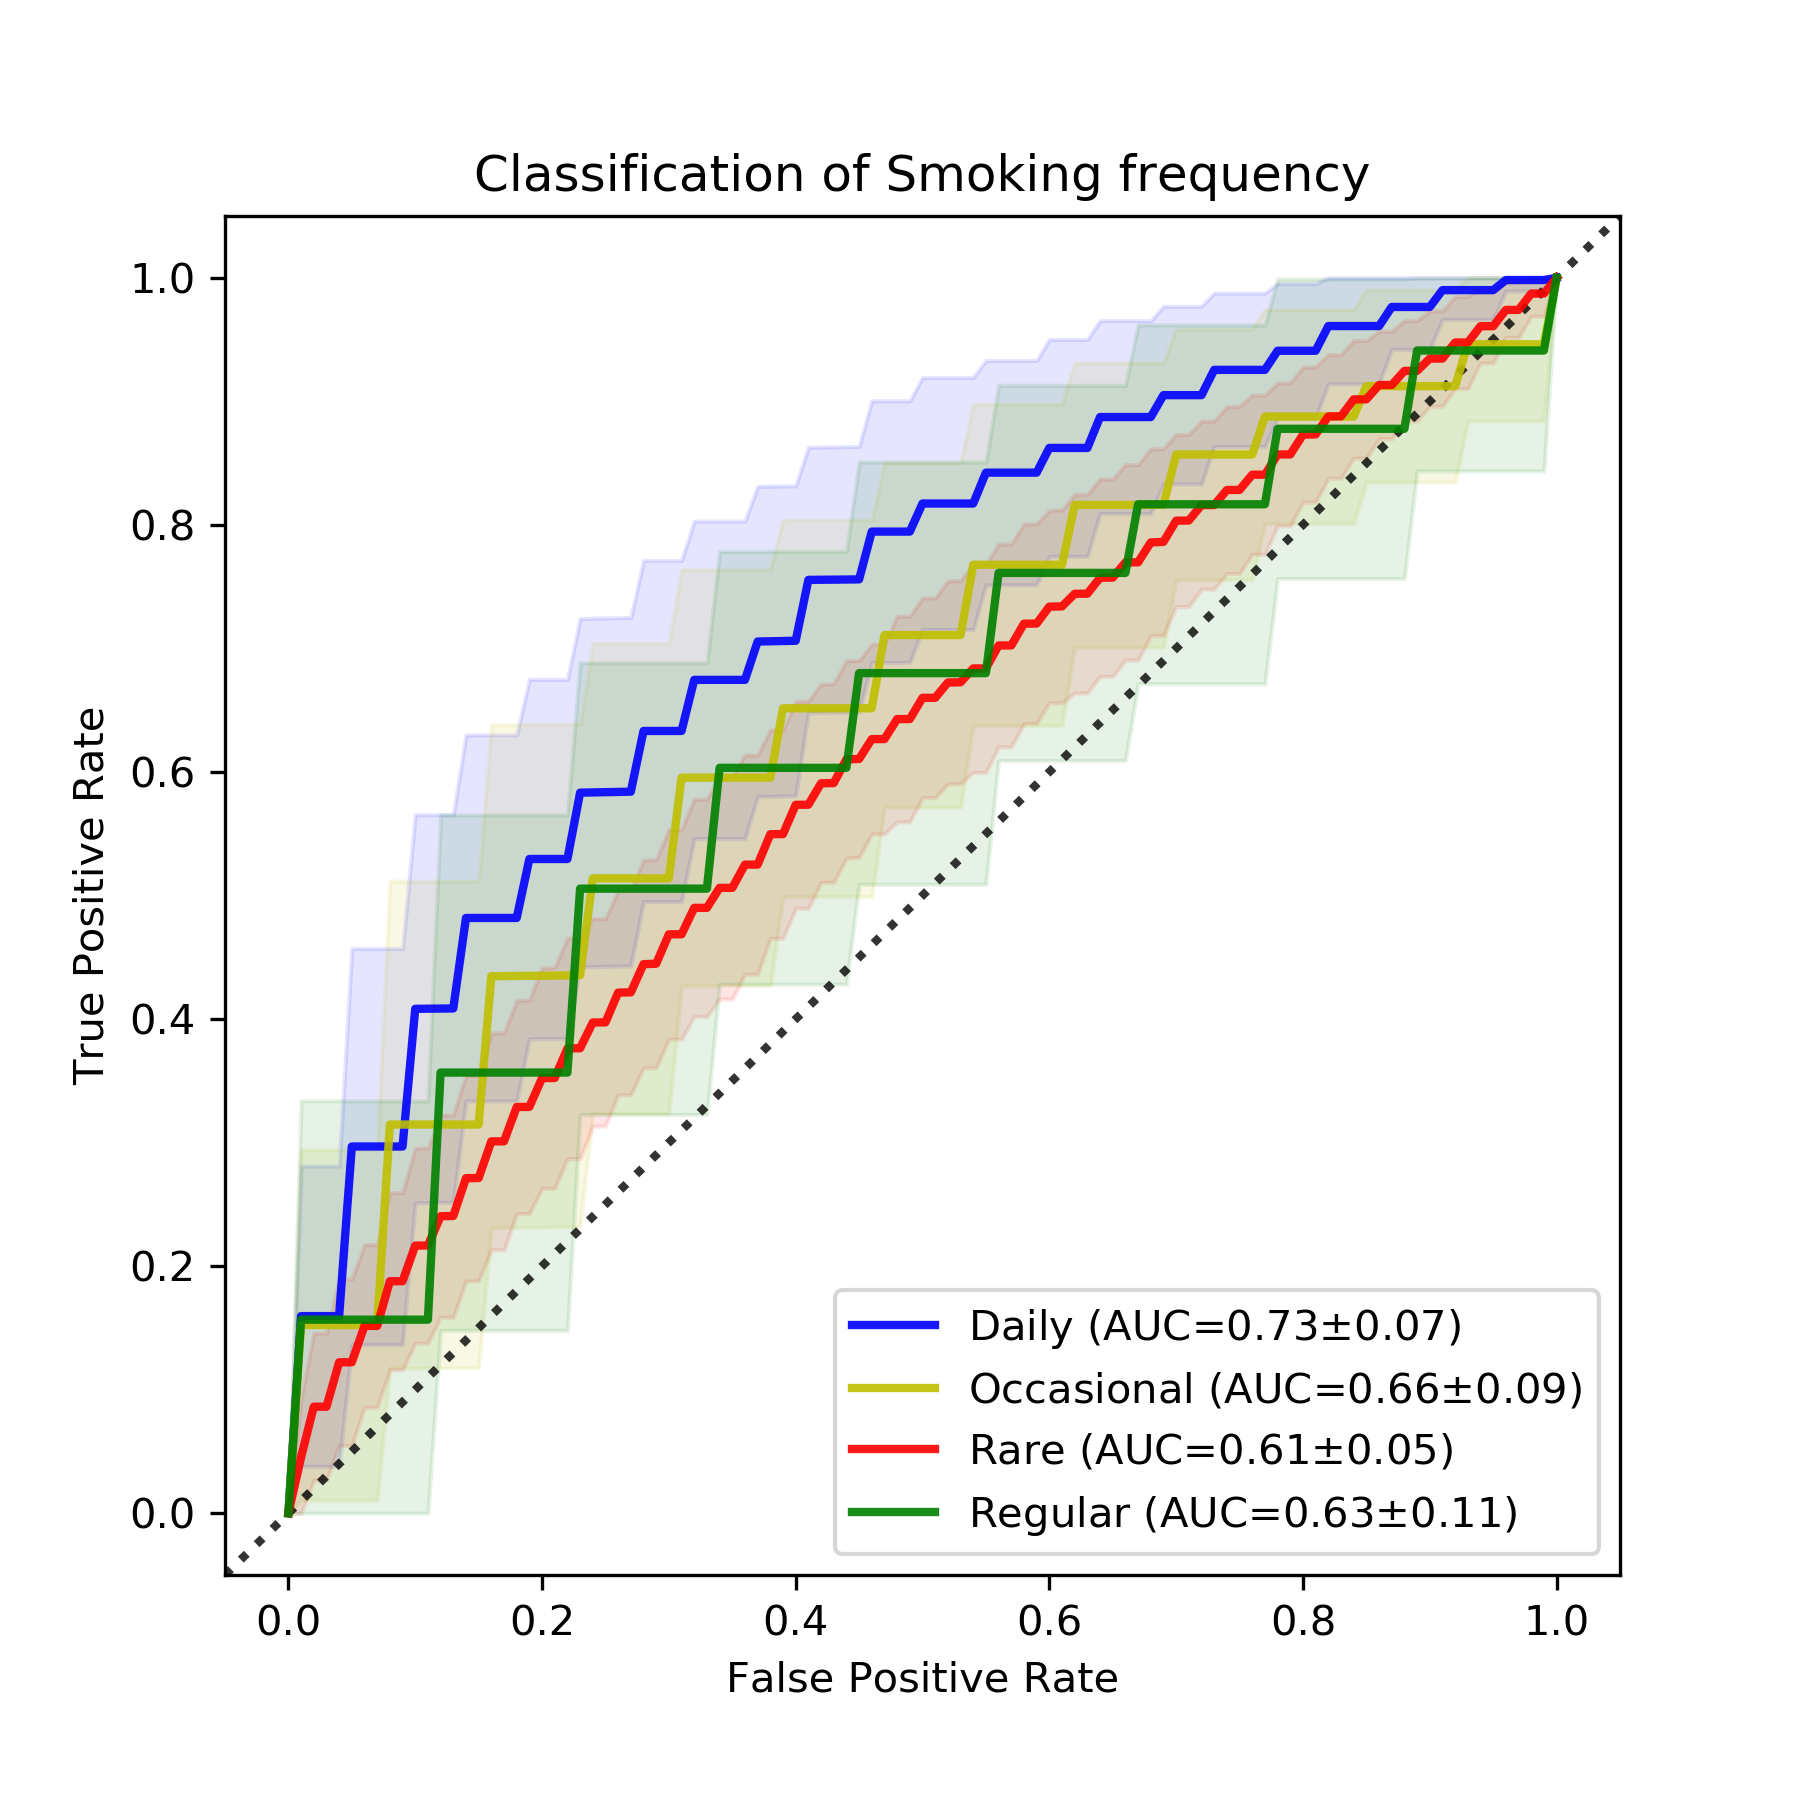 Classification of Smoking frequency
1.0
0.8
0.6
0.4
0.2
0.0
True Positive Rate
Daily (AUC=0.73±0.07)
Occasional (AUC=0.66±0.09)
Rare (AUC=0.61±0.05)
Regular (AUC=0.63±0.11)
0.0 0.2 0.4 0.6 0.8 1.0
False Positive Rate